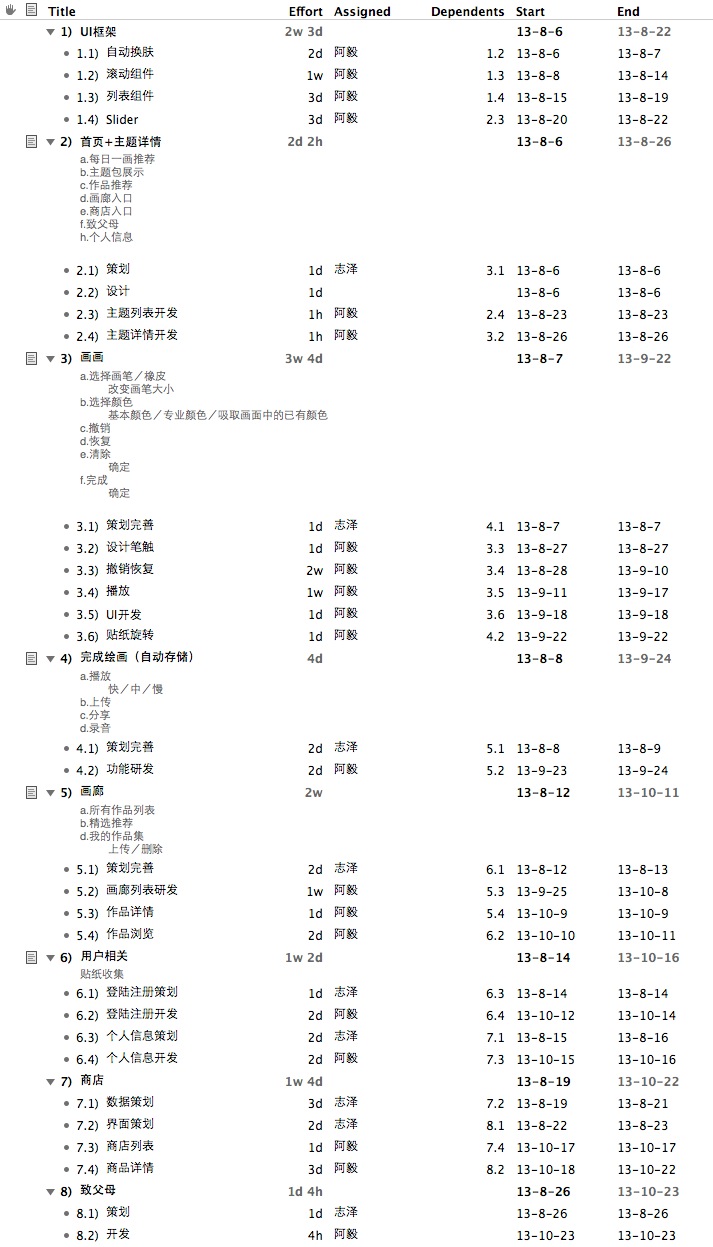 Title Effort Assigned Dependents Start End
1) UI框架 2w 3d 13-8-6 13-8-22
1.1) 自动换肤 2d 阿毅 1.2 13-8-6 13-8-7
1.2) 滚动组件 1w 阿毅 1.3 13-8-8 13-8-14
1.3) 列表组件 3d 阿毅 1.4 13-8-15 13-8-19
1.4) Slider 3d 阿毅 2.3 13-8-20 13-8-22
2) 首页+主题详情 2d 2h 13-8-6 13-8-26
a.每日一画推荐
b.主题包展示
c.作品推荐
d.画廊入口
e.商店入口
f.致父母
h.个人信息
2.1) 策划 1d 志泽 3.1 13-8-6 13-8-6
2.2) 设计 1d 13-8-6 13-8-6
2.3) 主题列表开发 1h 阿毅 2.4 13-8-23 13-8-23
2.4) 主题详情开发 1h 阿毅 3.2 13-8-26 13-8-26
3) 画画 3w 4d 13-8-7 13-9-22
a.选择画笔／橡皮
改变画笔大小
b.选择颜色
基本颜色／专业颜色／吸取画面中的已有颜色
c.撤销
d.恢复
e.清除
确定
f.完成
确定
3.1) 策划完善 1d 志泽 4.1 13-8-7 13-8-7
3.2) 设计笔触 1d 阿毅 3.3 13-8-27 13-8-27
3.3) 撤销恢复 2w 阿毅 3.4 13-8-28 13-9-10
3.4) 播放 1w 阿毅 3.5 13-9-11 13-9-17
3.5) UI开发 1d 阿毅 3.6 13-9-18 13-9-18
3.6) 贴纸旋转 1d 阿毅 4.2 13-9-22 13-9-22
4) 完成绘画（自动存储） 4d 13-8-8 13-9-24
a.播放
快／中／慢
b.上传
c.分享
d.录音
4.1) 策划完善 2d 志泽 5.1 13-8-8 13-8-9
4.2) 功能研发 2d 阿毅 5.2 13-9-23 13-9-24
5) 画廊 2w 13-8-12 13-10-11
a.所有作品列表
b.精选推荐
d.我的作品集
上传／删除
5.1) 策划完善 2d 志泽 6.1 13-8-12 13-8-13
5.2) 画廊列表研发 1w 阿毅 5.3 13-9-25 13-10-8
5.3) 作品详情 1d 阿毅 5.4 13-10-9 13-10-9
5.4) 作品浏览 2d 阿毅 6.2 13-10-10 13-10-11
6) 用户相关 1w 2d 13-8-14 13-10-16
贴纸收集
6.1) 登陆注册策划 1d 志泽 6.3 13-8-14 13-8-14
6.2) 登陆注册开发 2d 阿毅 6.4 13-10-12 13-10-14
6.3) 个人信息策划 2d 志泽 7.1 13-8-15 13-8-16
6.4) 个人信息开发 2d 阿毅 7.3 13-10-15 13-10-16
7) 商店 1w 4d 13-8-19 13-10-22
7.1) 数据策划 3d 志泽 7.2 13-8-19 13-8-21
7.2) 界面策划 2d 志泽 8.1 13-8-22 13-8-23
7.3) 商店列表 1d 阿毅 7.4 13-10-17 13-10-17
7.4) 商品详情 3d 阿毅 8.2 13-10-18 13-10-22
8) 致父母 1d 4h 13-8-26 13-10-23
8.1) 策划 1d 志泽 13-8-26 13-8-26
8.2) 开发 4h 阿毅 13-10-23 13-10-23